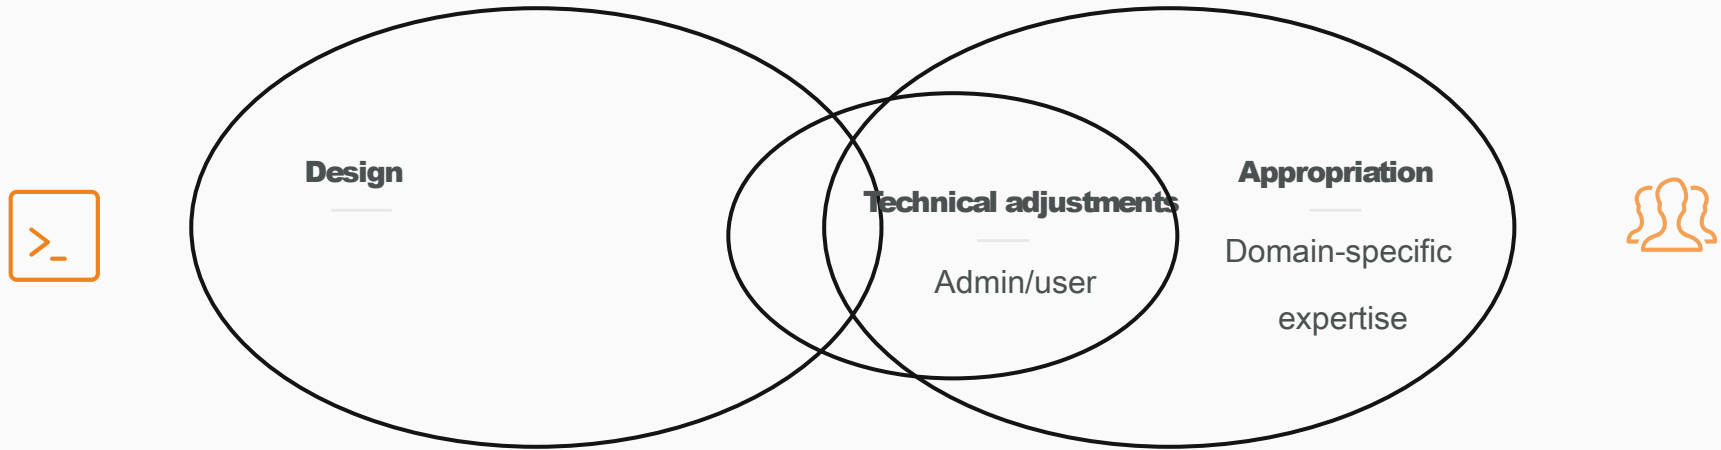 Design
Technical adjustments
Admin/user
Appropriation
Domain-specific
expertise